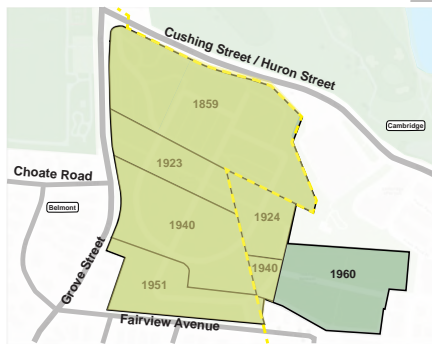 Cushing Street / Huron Street
1859
Cambridge
1923
Choate Road
Belmont
1924
1940
1940
1960
1951
Grove Street
Fairview Avenue